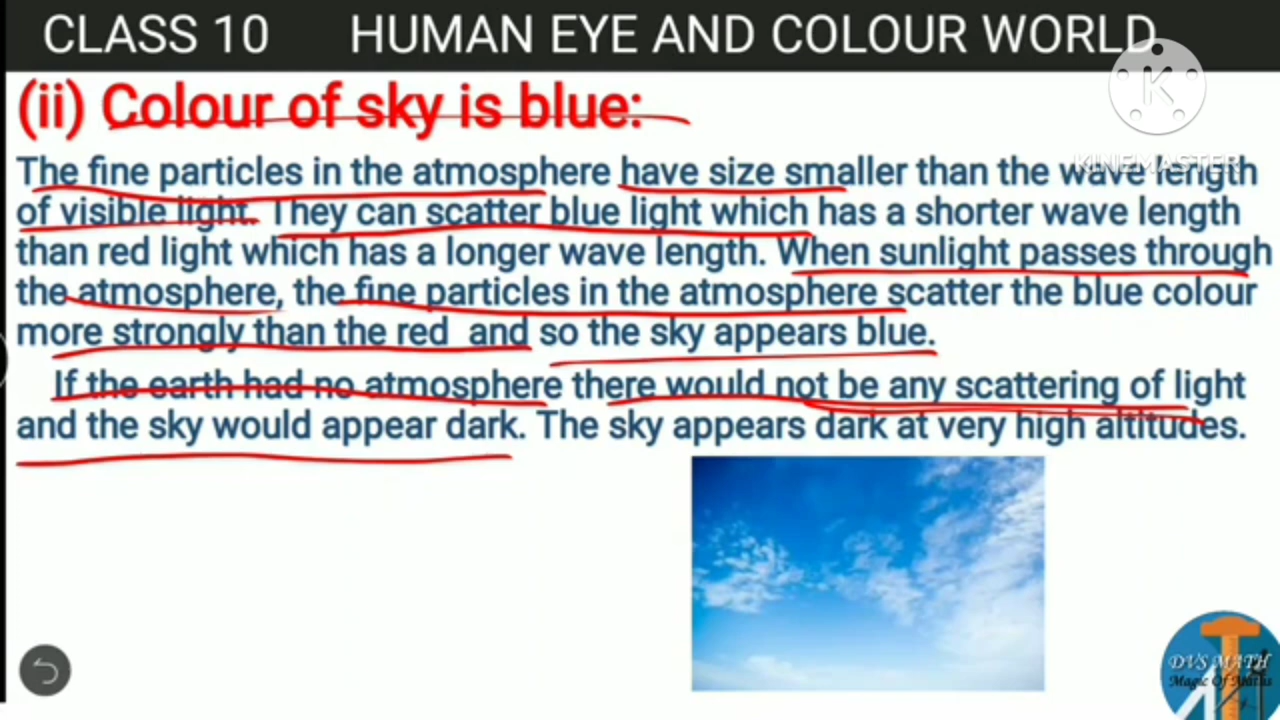 CLASS 10 HUMAN EYE AND COLOUR WORLD
K
KINEMASTER
(ii) Colour of sky is blue:
The fine particles in the atmosphere have size smaller than the wave length
of visible light. They can scatter blue light which has a shorter wave length
than red light which has a longer wave length. When sunlight passes through
the atmosphere, the fine particles in the atmosphere scatter the blue colour
more strongly than the red and so the sky appears blue.
If the earth had no atmosphere there would not be any scattering of light
and the sky would appear dark. The sky appears dark at very high altitudes.
DVS MATH
Magic Of Maths